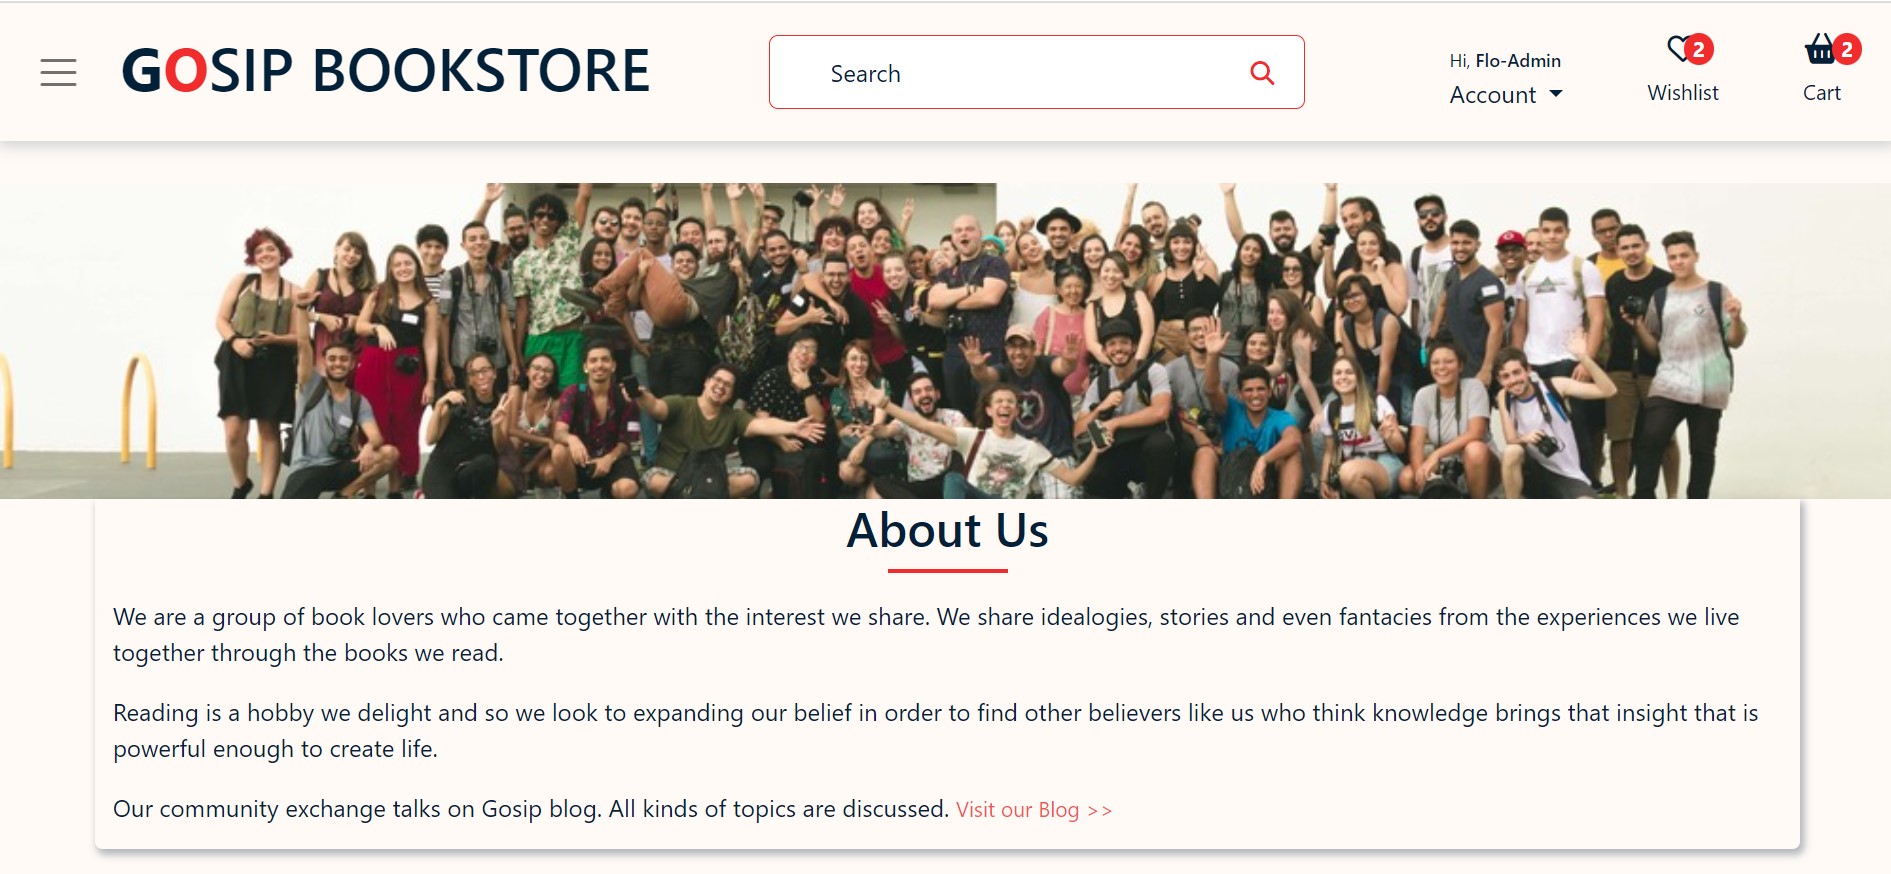 GOSIP BOOKSTORE
Search
Hi, Flo-Admin
Account
2
Wishlist
2
Cart
About Us
We are a group of book lovers who came together with the interest we share. We share idealogies, stories and even fantacies from the experiences we live
together through the books we read.
Reading is a hobby we delight and so we look to expanding our belief in order to find other believers like us who think knowledge brings that insight that is
powerful enough to create life.
Our community exchange talks on Gosip blog. All kinds of topics are discussed. Visit our Blog >>